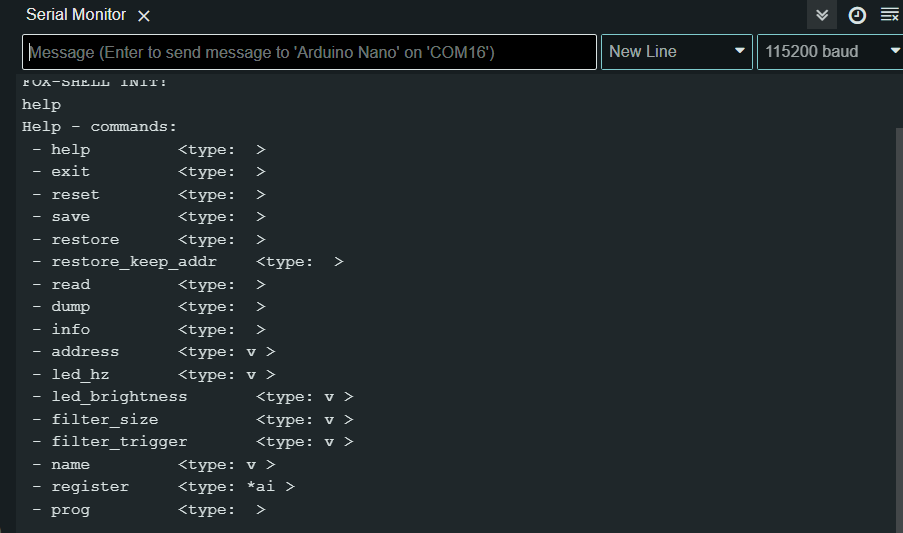 Serial Monitor
Message (Enter to send message to 'Arduino Nano' on 'COM16')
New Line
115200 baud
FOX-SHELL INIT!
help
Help - commands:
- help <type:  >
- exit <type:  >
- reset <type:  >
- save <type:  >
- restore <type:  >
- restore_keep_addr <type:  >
- read <type:  >
- dump <type:  >
- info <type:  >
- address <type: v >
- led_hz <type: v >
- led_brightness <type: v >
- filter_size <type: v >
- filter_trigger <type: v >
- name <type: v >
- register <type: *ai >
- prog <type:  >